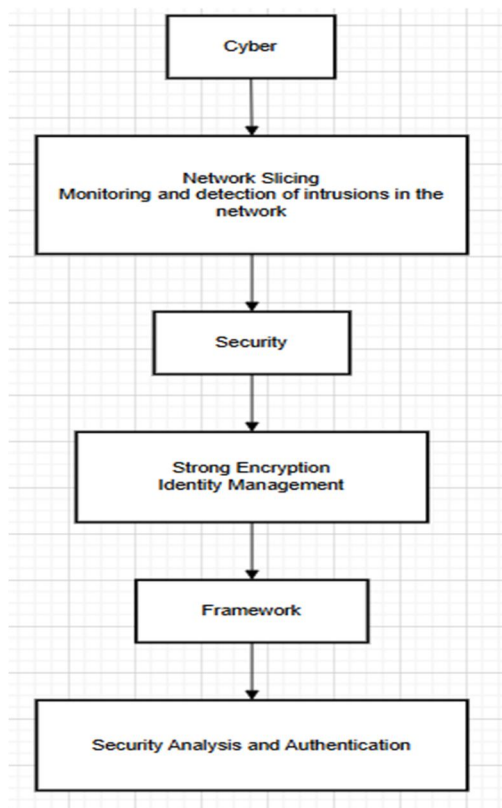 Cyber
Network Slicing
Monitoring and detection of intrusions in the
network
Security
Strong Encryption
Identity Management
Framework
Security Analysis and Authentication